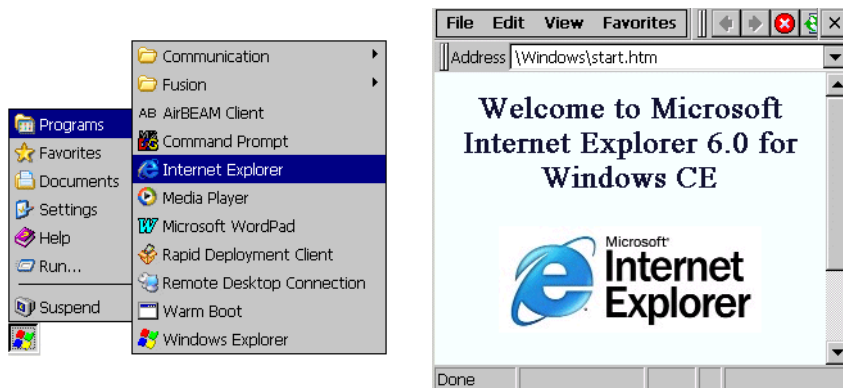 Programs
Favorites
Documents
Settings
Help
Run...
Suspend
Communication
Fusion
AB AirBEAM Client
Command Prompt
Internet Explorer
Media Player
Microsoft WordPad
Rapid Deployment Client
Remote Desktop Connection
Warm Boot
Windows Explorer
File Edit View Favorites
Address \Windows\start.htm
Welcome to Microsoft
Internet Explorer 6.0 for
Windows CE
Microsoft
Internet
Explorer
Done